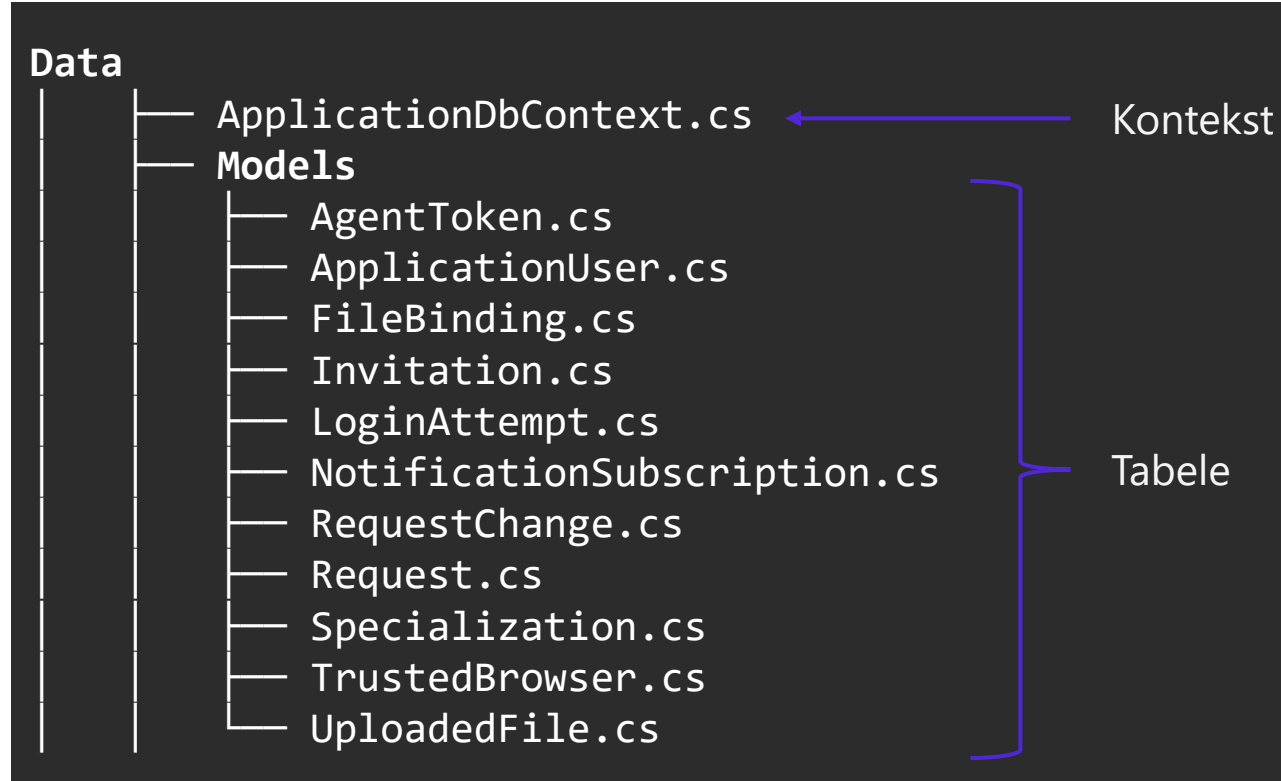 Data
ApplicationDbContext.cs
Kontekst
Models
AgentToken.cs
ApplicationUser.cs
FileBinding.cs
Invitation.cs
LoginAttempt.cs
NotificationSubscription.cs
Tabele
RequestChange.cs
Request.cs
Specialization.cs
TrustedBrowser.cs
UploadedFile.cs